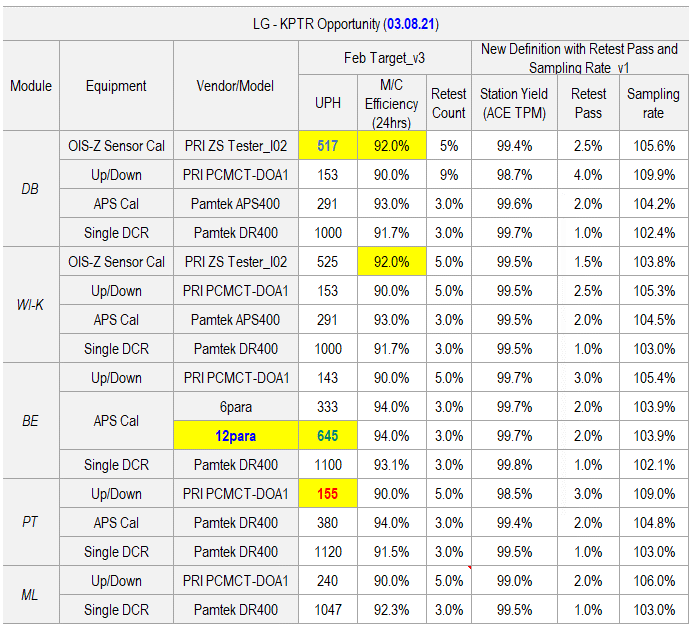 LG - KPTR Opportunity (03.08.21)
Module Equipment Vendor/Model Feb Target_v3 New Definition with Retest Pass and Sampling Rate_v1
UPH M/C Efficiency (24hrs) Retest Count Station Yield (ACE TPM) Retest Pass Sampling rate
DB OIS-Z Sensor Cal PRI ZS Tester_I02 517 92.0% 5% 99.4% 2.5% 105.6%
Up/Down PRI PCMCT-DOA1 153 90.0% 9% 98.7% 4.0% 109.9%
APS Cal Pamtek APS400 291 93.0% 3.0% 99.6% 2.0% 104.2%
Single DCR Pamtek DR400 1000 91.7% 3.0% 99.7% 1.0% 102.4%
WI-K OIS-Z Sensor Cal PRI ZS Tester_I02 525 92.0% 5.0% 99.5% 1.5% 103.8%
Up/Down PRI PCMCT-DOA1 153 90.0% 5.0% 99.5% 2.5% 105.3%
APS Cal Pamtek APS400 291 93.0% 3.0% 99.5% 2.0% 104.5%
Single DCR Pamtek DR400 1000 91.7% 3.0% 99.5% 1.0% 103.0%
BE Up/Down PRI PCMCT-DOA1 143 90.0% 5.0% 99.7% 3.0% 105.4%
APS Cal 6para 333 94.0% 3.0% 99.7% 2.0% 103.9%
12para 645 94.0% 3.0% 99.7% 2.0% 103.9%
Single DCR Pamtek DR400 1100 93.1% 3.0% 99.8% 1.0% 102.1%
PT Up/Down PRI PCMCT-DOA1 155 90.0% 5.0% 98.5% 3.0% 109.0%
APS Cal Pamtek DR400 380 94.0% 3.0% 99.4% 2.0% 104.8%
Single DCR Pamtek DR400 1120 91.5% 3.0% 99.5% 1.0% 103.0%
ML Up/Down PRI PCMCT-DOA1 240 90.0% 5.0% 99.0% 2.0% 106.0%
Single DCR Pamtek DR400 1047 92.3% 3.0% 99.5% 1.0% 103.0%